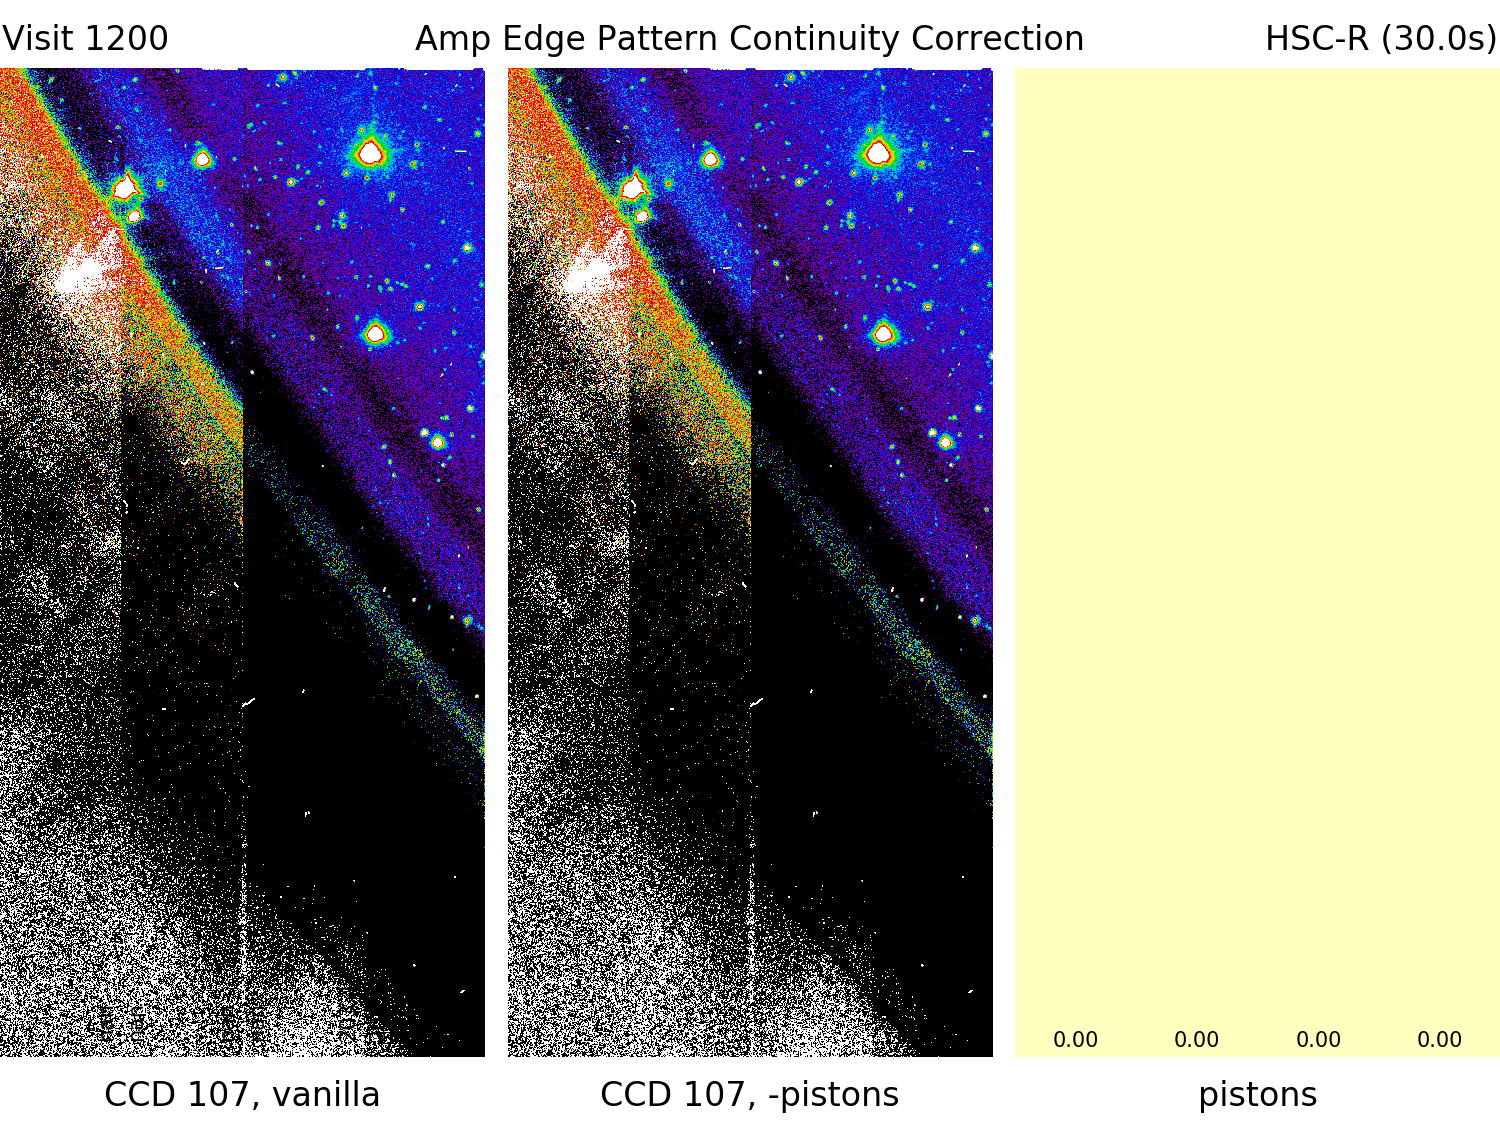 Visit 1200 Amp Edge Pattern Continuity Correction HSC-R (30.0s)
0.00 0.00 0.00 0.00
CCD 107, vanilla CCD 107, -pistons pistons